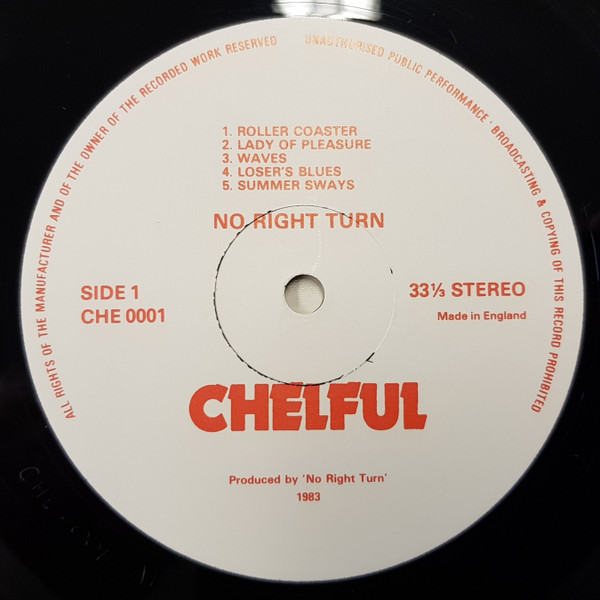 ALL RIGHTS OF THE MANUFACTURER AND OF THE OWNER OF THE RECORDED WORK RESERVED
UNAUTHORISED PUBLIC PERFORMANCE · BROADCASTING & COPYING OF THIS RECORD PROHIBITED
1. ROLLER COASTER
2. LADY OF PLEASURE
3. WAVES
4. LOSER'S BLUES
5. SUMMER SWAYS
NO RIGHT TURN
SIDE 1
CHE 0001
33⅓ STEREO
Made in England
CHELFUL
Produced by 'No Right Turn'
1983